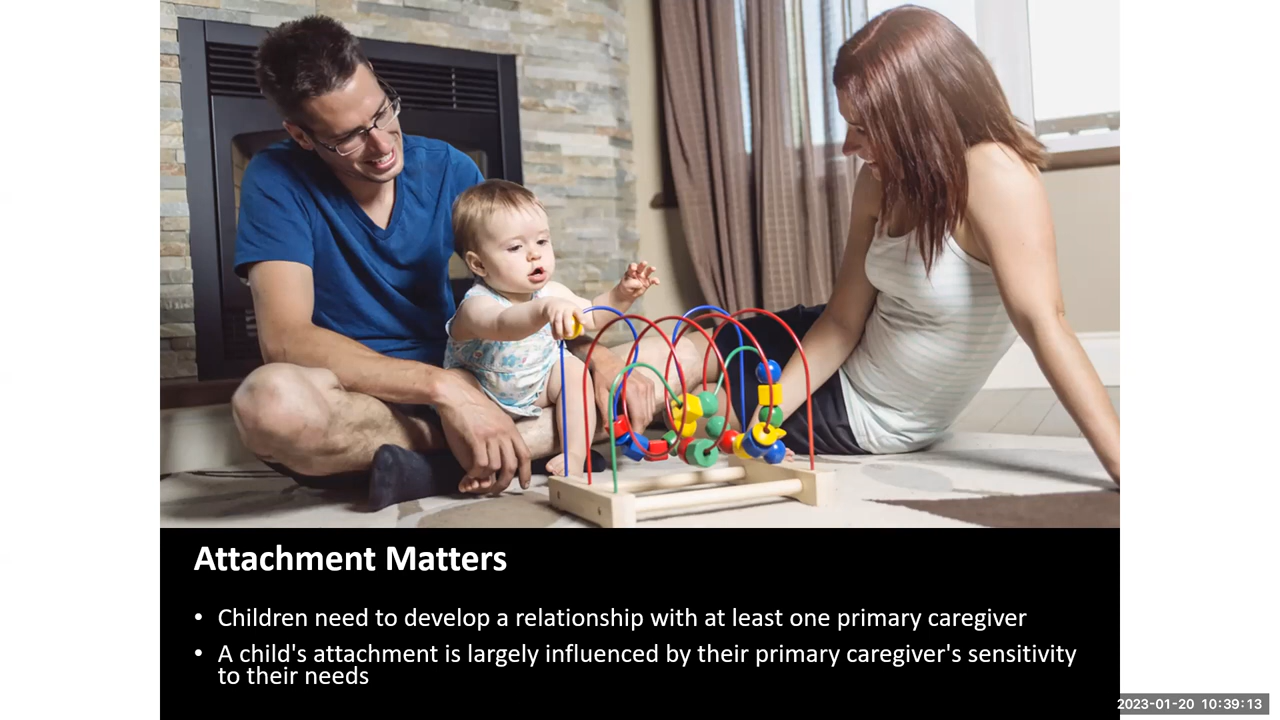 Attachment Matters
• Children need to develop a relationship with at least one primary caregiver
• A child's attachment is largely influenced by their primary caregiver's sensitivity
to their needs
2023-01-20 10:39:13